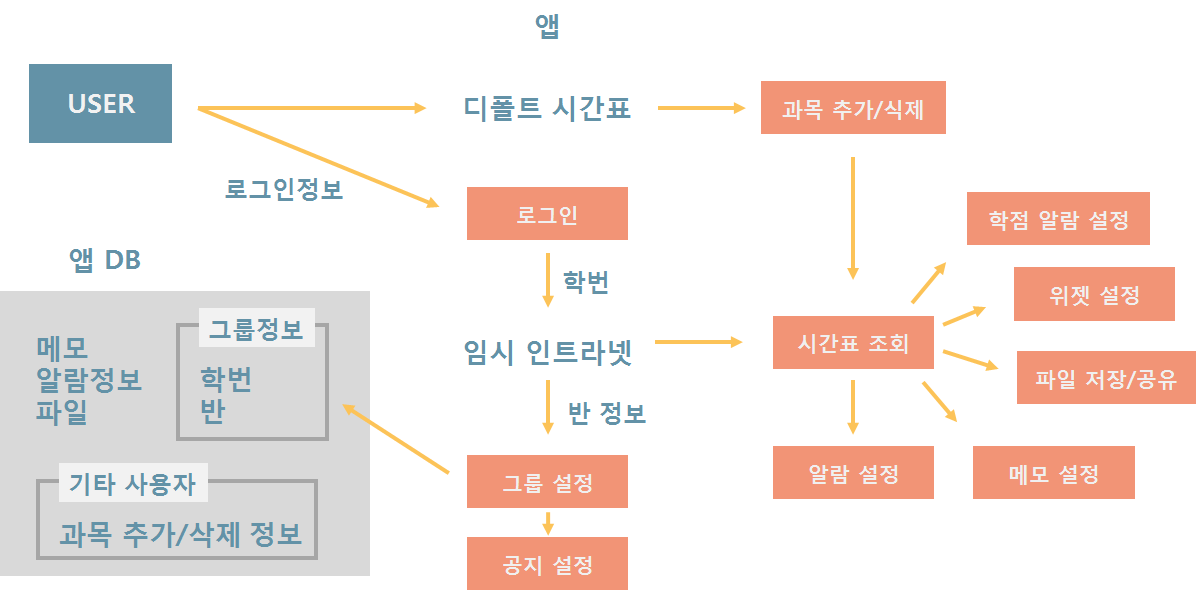 앱
USER
디폴트 시간표
과목 추가/식제
로그인정보
로그인
학점 알람 설정
앱 DB
학번
위젯 설정
그룹정보
메모
알람정보
파일
학번
반
임시 인트라넷
시간표 조회
파일 저장/공유
반 정보
그룹 설정
알람 설정
메모 설정
기타 사용자
과목 추가/삭제 정보
공지 설정